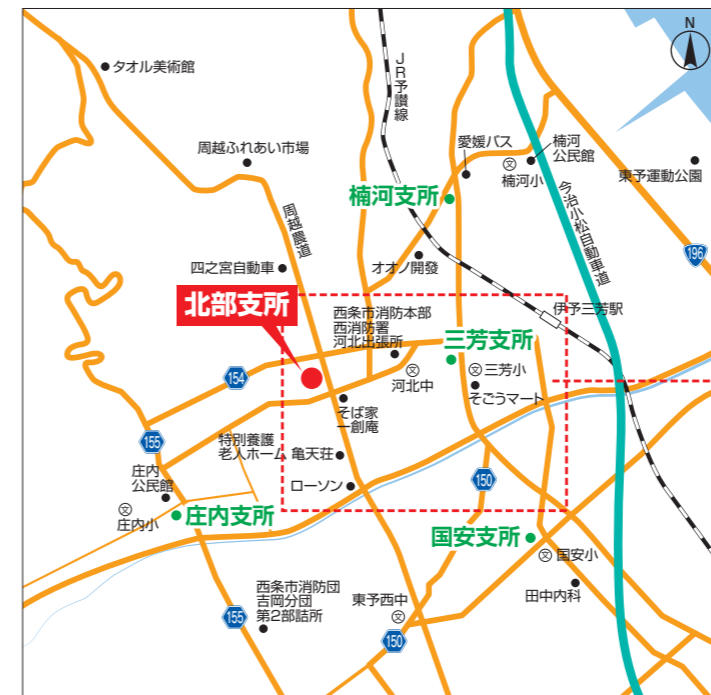 N
タオル美術館
JR予讃線
周越ふれあい市場
愛媛バス
楠河
公民館
文
楠河小
東予運動公園
楠河支所
今治小松自動車道
周越農道
四之宮自動車
オオノ開發
196
北部支所
西条市消防本部
西消防署
河北出張所
伊予三芳駅
三芳支所
154
文
河北中
文
三芳小
そごうマート
そば家
一創庵
155
特別養護
老人ホーム 亀天荘
庄内
公民館
ローソン
150
文
庄内小
庄内支所
国安支所
文
国安小
西条市消防団
吉岡分団
第2部詰所
東予西中
文
田中内科
155
150